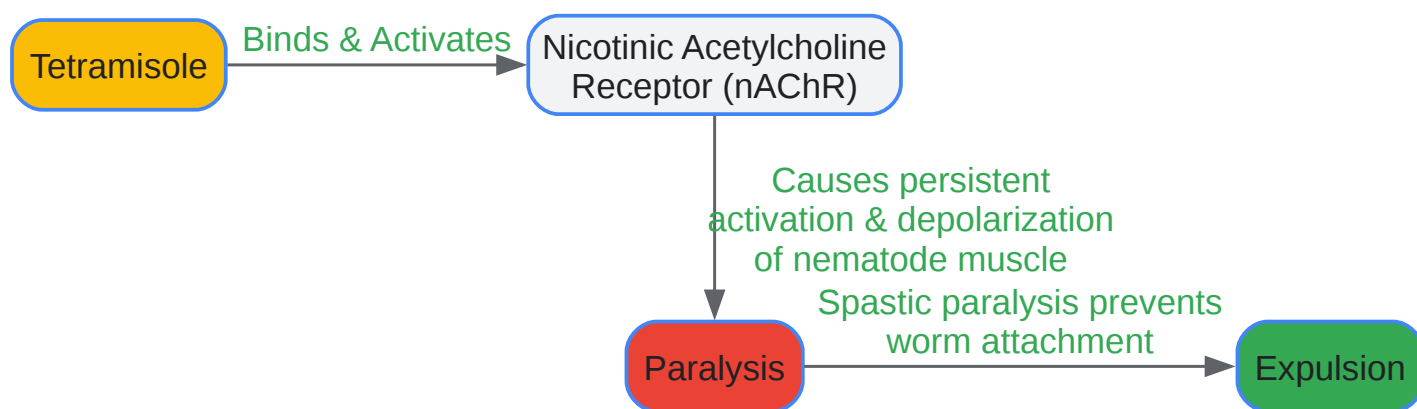 Tetramisole
Binds & Activates
Nicotinic Acetylcholine
Receptor (nAChR)
Causes persistent
activation & depolarization
of nematode muscle
Paralysis
Spastic paralysis prevents
worm attachment
Expulsion